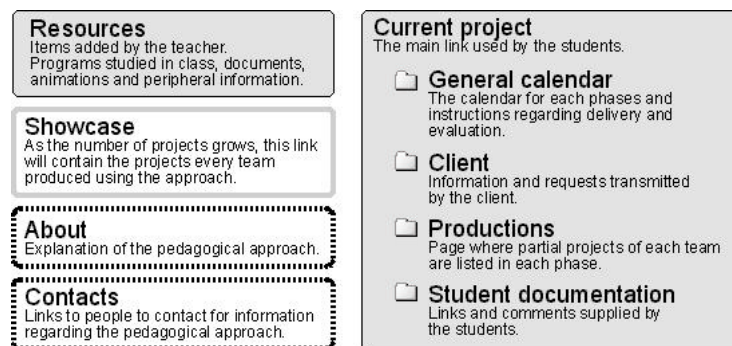 Resources
Items added by the teacher.
Programs studied in class, documents,
animations and peripheral information.
Showcase
As the number of projects grows, this link
will contain the projects every team
produced using the approach.
About
Explanation of the pedagogical approach.
Contacts
Links to people to contact for information
regarding the pedagogical approach.
Current project
The main link used by the students.
General calendar
The calendar for each phases and
instructions regarding delivery and
evaluation.
Client
Information and requests transmitted
by the client.
Productions
Page where partial projects of each team
are listed in each phase.
Student documentation
Links and comments supplied by
the students.